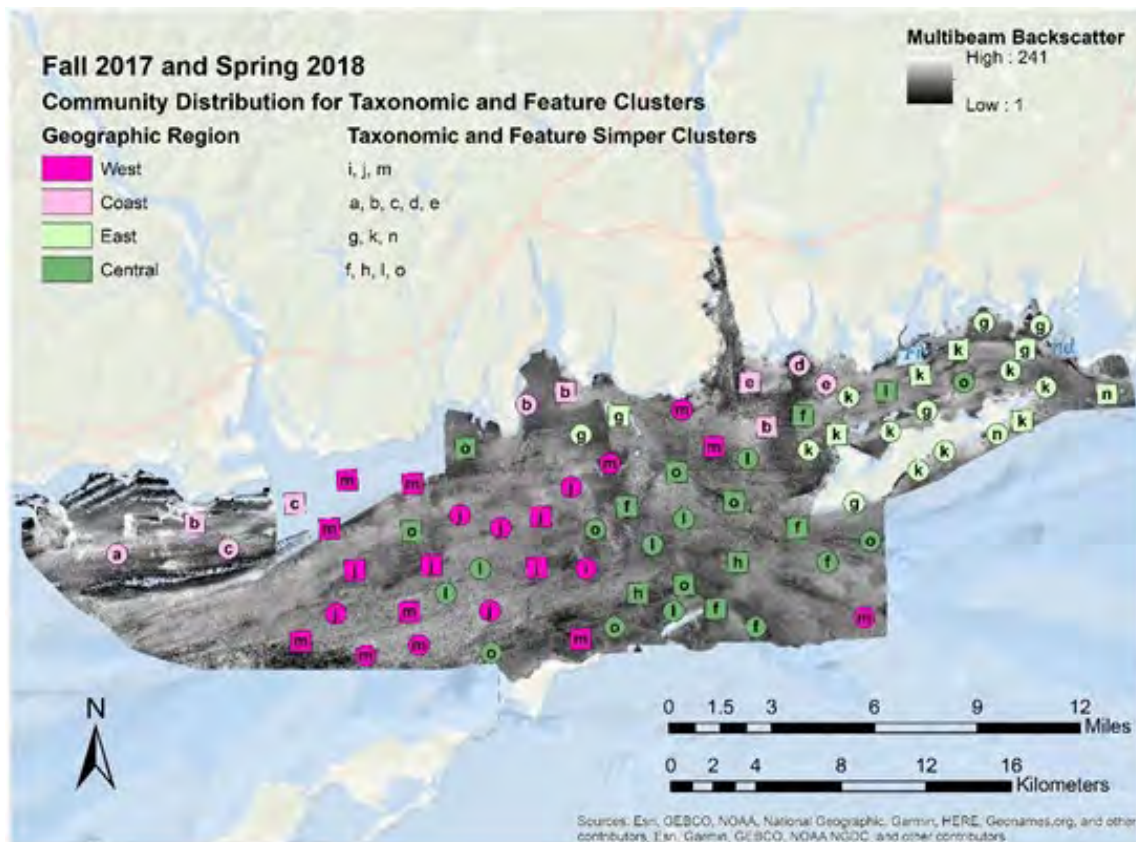 Fall 2017 and Spring 2018
Community Distribution for Taxonomic and Feature Clusters
Geographic Region Taxonomic and Feature Simper Clusters
West i, j, m
Coast a, b, c, d, e
East g, k, n
Central f, h, l, o
Multibeam Backscatter
High : 241
Low : 1
g g
k g
d k k
e e k l o k
b b m f g n
g g b k k k n
o m l k k
m k
m m j o o g
c j f f
b j j j o l o
a c m o l f
j j j i h
l l h o
j m j l f f m
m m m o f
m o
N
0 1.5 3 6 9 12
Miles
0 2 4 8 12 16
Kilometers
Sources: Esri, GEBCO, NOAA, National Geographic, Garmin, HERE, Geonames.org, and other
contributors, Esri, Garmin, GEBCO, NOAA NGDC, and other contributors